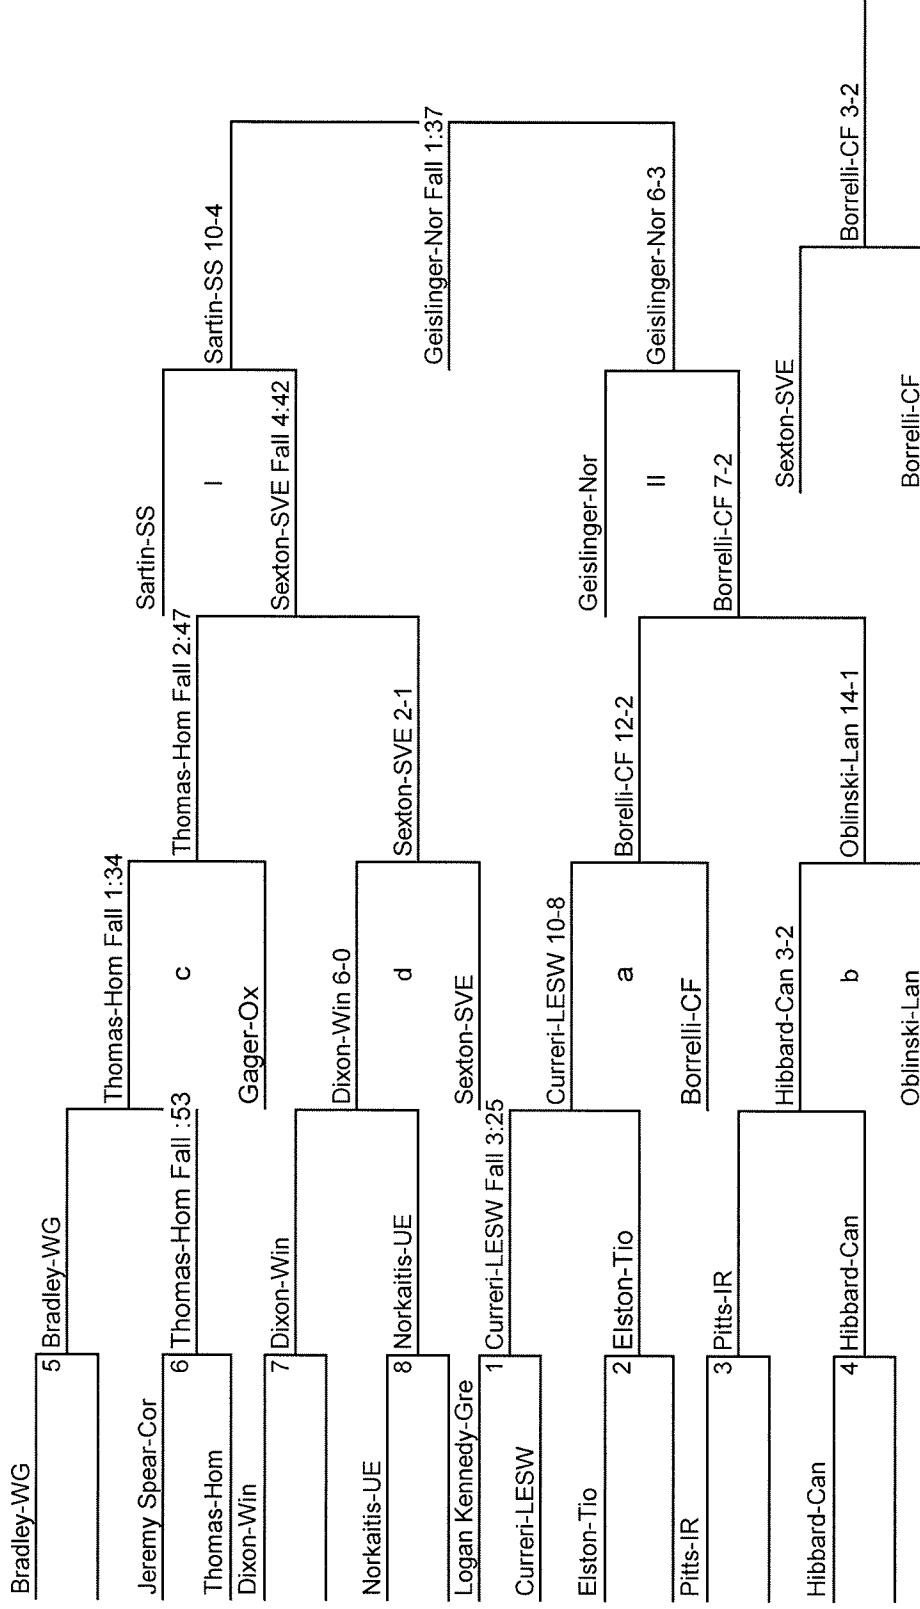 Bradley-WG
5
Bradley-WG
Jeremy Spear-Cor
6
Thomas-Hom Fall :53
Thomas-Hom
Thomas-Hom Fall 1:34
c
Gager-Ox
Thomas-Hom Fall 2:47
Dixon-Win
7
Dixon-Win
Norkaitis-UE
8
Norkaitis-UE
Dixon-Win 6-0
d
Sexton-SVE
Sexton-SVE 2-1
Sartin-SS
I
Sexton-SVE Fall 4:42
Sartin-SS 10-4
Logan Kennedy-Gre
1
Curreri-LESW Fall 3:25
Curreri-LESW
Elston-Tio
2
Elston-Tio
Curreri-LESW 10-8
a
Borrelli-CF
Borelli-CF 12-2
Pitts-IR
3
Pitts-IR
Hibbard-Can
4
Hibbard-Can
Hibbard-Can 3-2
b
Oblinski-Lan
Oblinski-Lan 14-1
Geislinger-Nor
II
Borrelli-CF 7-2
Geislinger-Nor 6-3
Geislinger-Nor Fall 1:37
Sexton-SVE
Borrelli-CF
Borrelli-CF 3-2